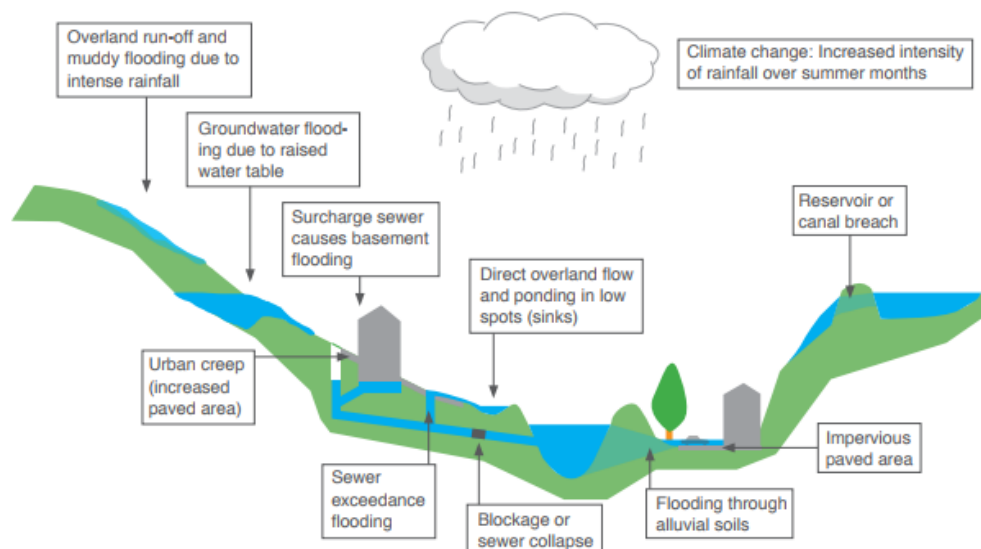 Overland run-off and
muddy flooding due to
intense rainfall
Climate change: Increased intensity
of rainfall over summer months
Groundwater flood-
ing due to raised
water table
Reservoir or
canal breach
Surcharge sewer
causes basement
flooding
Direct overland flow
and ponding in low
spots (sinks)
Urban creep
(increased
paved area)
Impervious
paved area
Sewer
exceedance
flooding
Blockage or
sewer collapse
Flooding through
alluvial soils